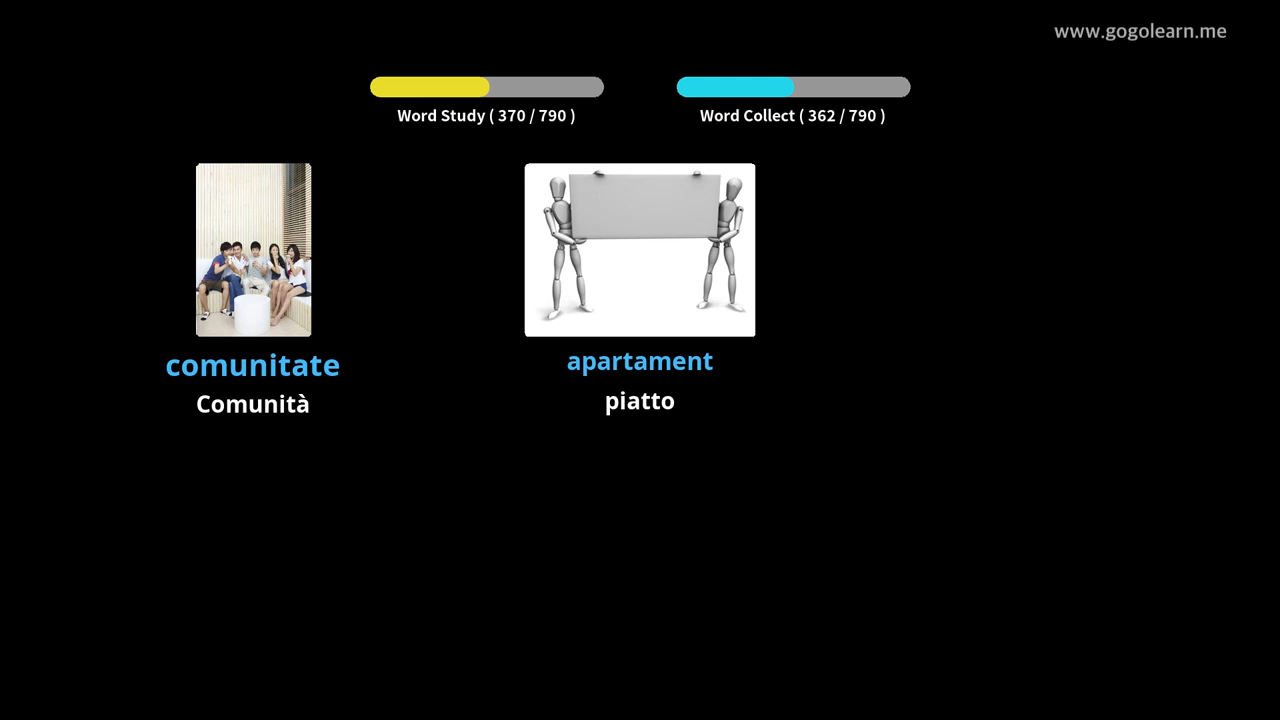 www.gogolearn.me
Word Study ( 370 / 790 )
Word Collect ( 362 / 790 )
comunitate
Comunità
apartament
piatto